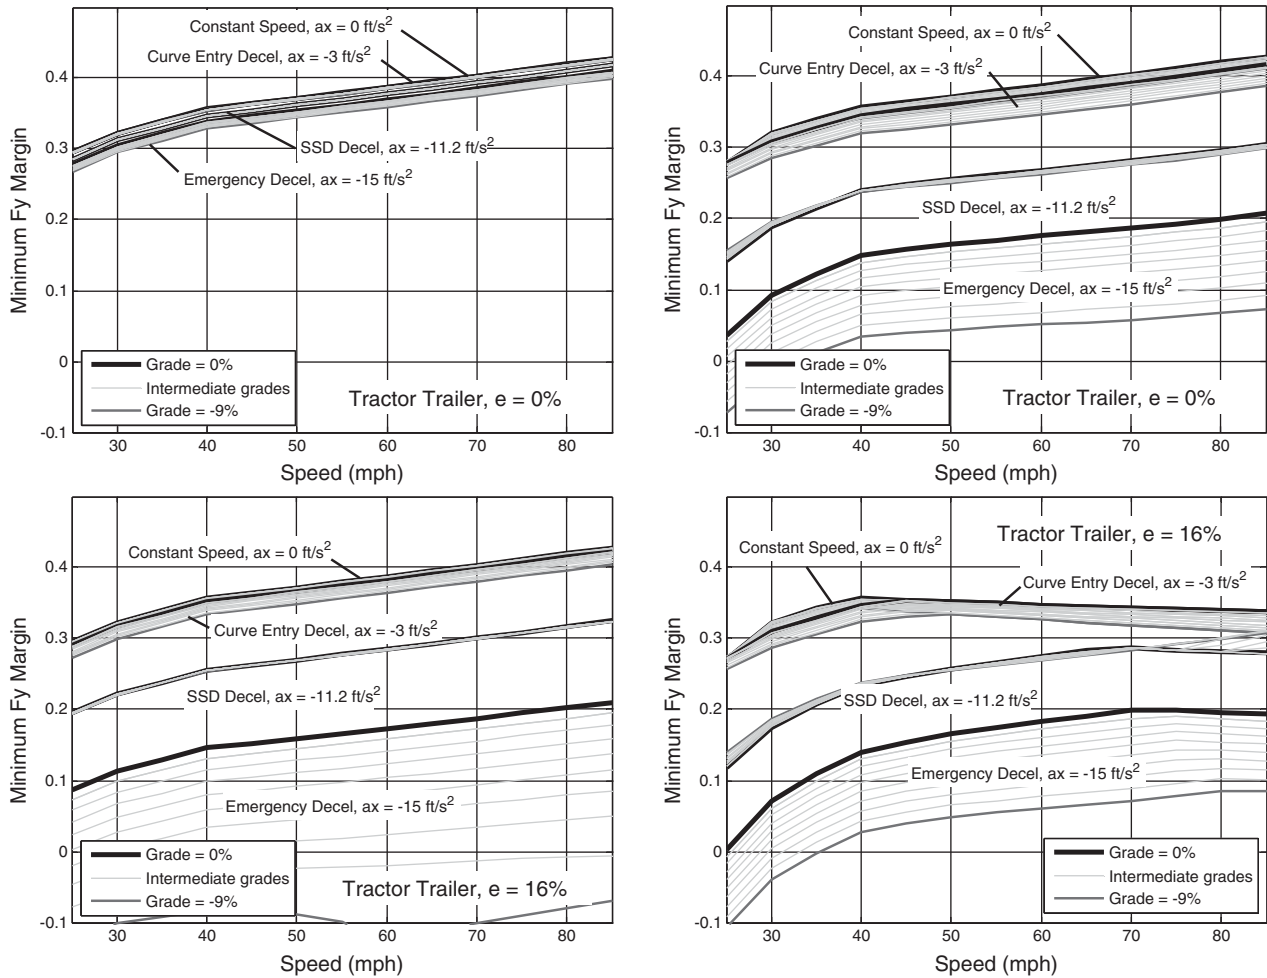 Constant Speed, ax = 0 ft/s²
Curve Entry Decel, ax = -3 ft/s²
0.4
0.3
SSD Decel, ax = -11.2 ft/s²
Emergency Decel, ax = -15 ft/s²
0.2
0.1
0
-0.1
Minimum Fy Margin
Grade = 0%
Intermediate grades
Grade = -9%
Tractor Trailer, e = 0%
30 40 50 60 70 80
Speed (mph)
Constant Speed, ax = 0 ft/s²
Curve Entry Decel, ax = -3 ft/s²
0.4
0.3
SSD Decel, ax = -11.2 ft/s²
0.2
Emergency Decel, ax = -15 ft/s²
0.1
0
-0.1
Minimum Fy Margin
Grade = 0%
Intermediate grades
Grade = -9%
Tractor Trailer, e = 0%
30 40 50 60 70 80
Speed (mph)
Constant Speed, ax = 0 ft/s²
0.4
0.3
Curve Entry Decel, ax = -3 ft/s²
SSD Decel, ax = -11.2 ft/s²
0.2
0.1
Emergency Decel, ax = -15 ft/s²
0
-0.1
Minimum Fy Margin
Grade = 0%
Intermediate grades
Grade = -9%
Tractor Trailer, e = 16%
30 40 50 60 70 80
Speed (mph)
Tractor Trailer, e = 16%
Constant Speed, ax = 0 ft/s²
0.4
Curve Entry Decel, ax = -3 ft/s²
0.3
SSD Decel, ax = -11.2 ft/s²
0.2
Emergency Decel, ax = -15 ft/s²
0.1
0
-0.1
Minimum Fy Margin
Grade = 0%
Intermediate grades
Grade = -9%
30 40 50 60 70 80
Speed (mph)